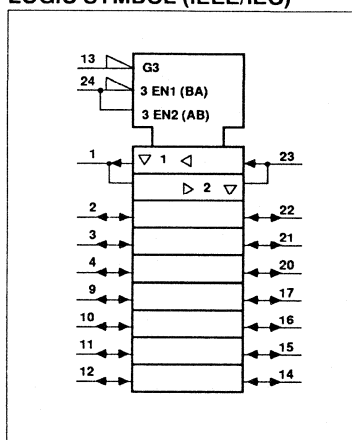 LOGIC SYMBOL (IEEE/IEC)
13 G3
24 3 EN1 (BA)
3 EN2 (AB)
1 1 23
2
2 22
3 21
4 20
9 17
10 16
11 15
12 14